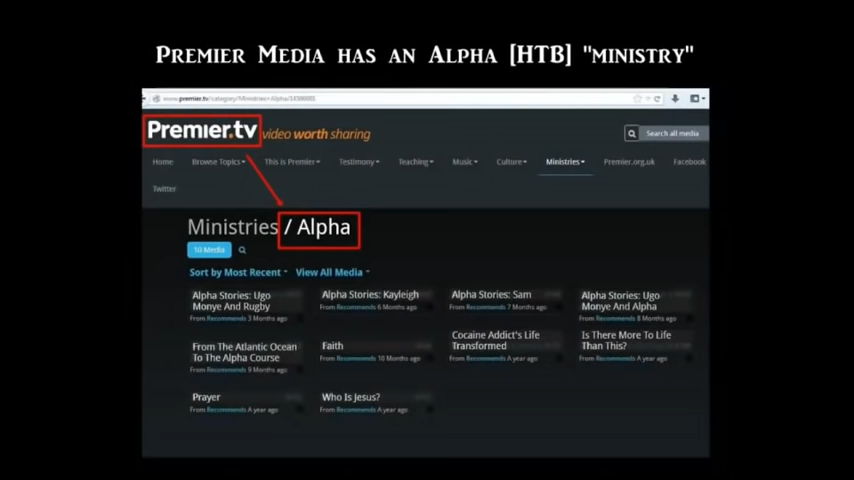 PREMIER MEDIA HAS AN ALPHA [HTB] "MINISTRY"
www.premier.tv/category/Ministries+Alpha/
Premier.tv video worth sharing
Search all media
Home Browse Topics This is Premier Testimony Teaching Music Culture Ministries Premier.org.uk Facebook
Twitter
Ministries / Alpha
10 Media
Sort by Most Recent View All Media
Alpha Stories: Ugo Monye And Rugby
From Recommends 3 Months ago
Alpha Stories: Kayleigh
From Recommends 6 Months ago
Alpha Stories: Sam
From Recommends 7 Months ago
Alpha Stories: Ugo Monye And Alpha
From Recommends 8 Months ago
From The Atlantic Ocean To The Alpha Course
From Recommends 9 Months ago
Faith
From Recommends 10 Months ago
Cocaine Addict's Life Transformed
From Recommends A year ago
Is There More To Life Than This?
From Recommends A year ago
Prayer
From Recommends A year ago
Who Is Jesus?
From Recommends A year ago